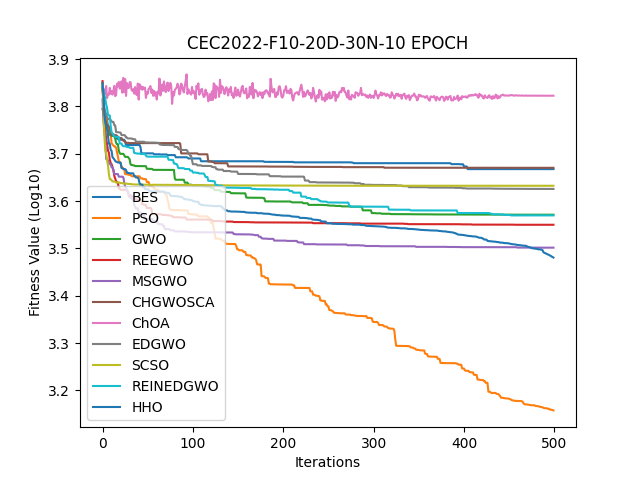 CEC2022-F10-20D-30N-10 EPOCH
3.9
3.8
3.7
3.6
3.5
3.4
3.3
3.2
Fitness Value (Log10)
BES
PSO
GWO
REEGWO
MSGWO
CHGWOSCA
ChOA
EDGWO
SCSO
REINEDGWO
HHO
0 100 200 300 400 500
Iterations